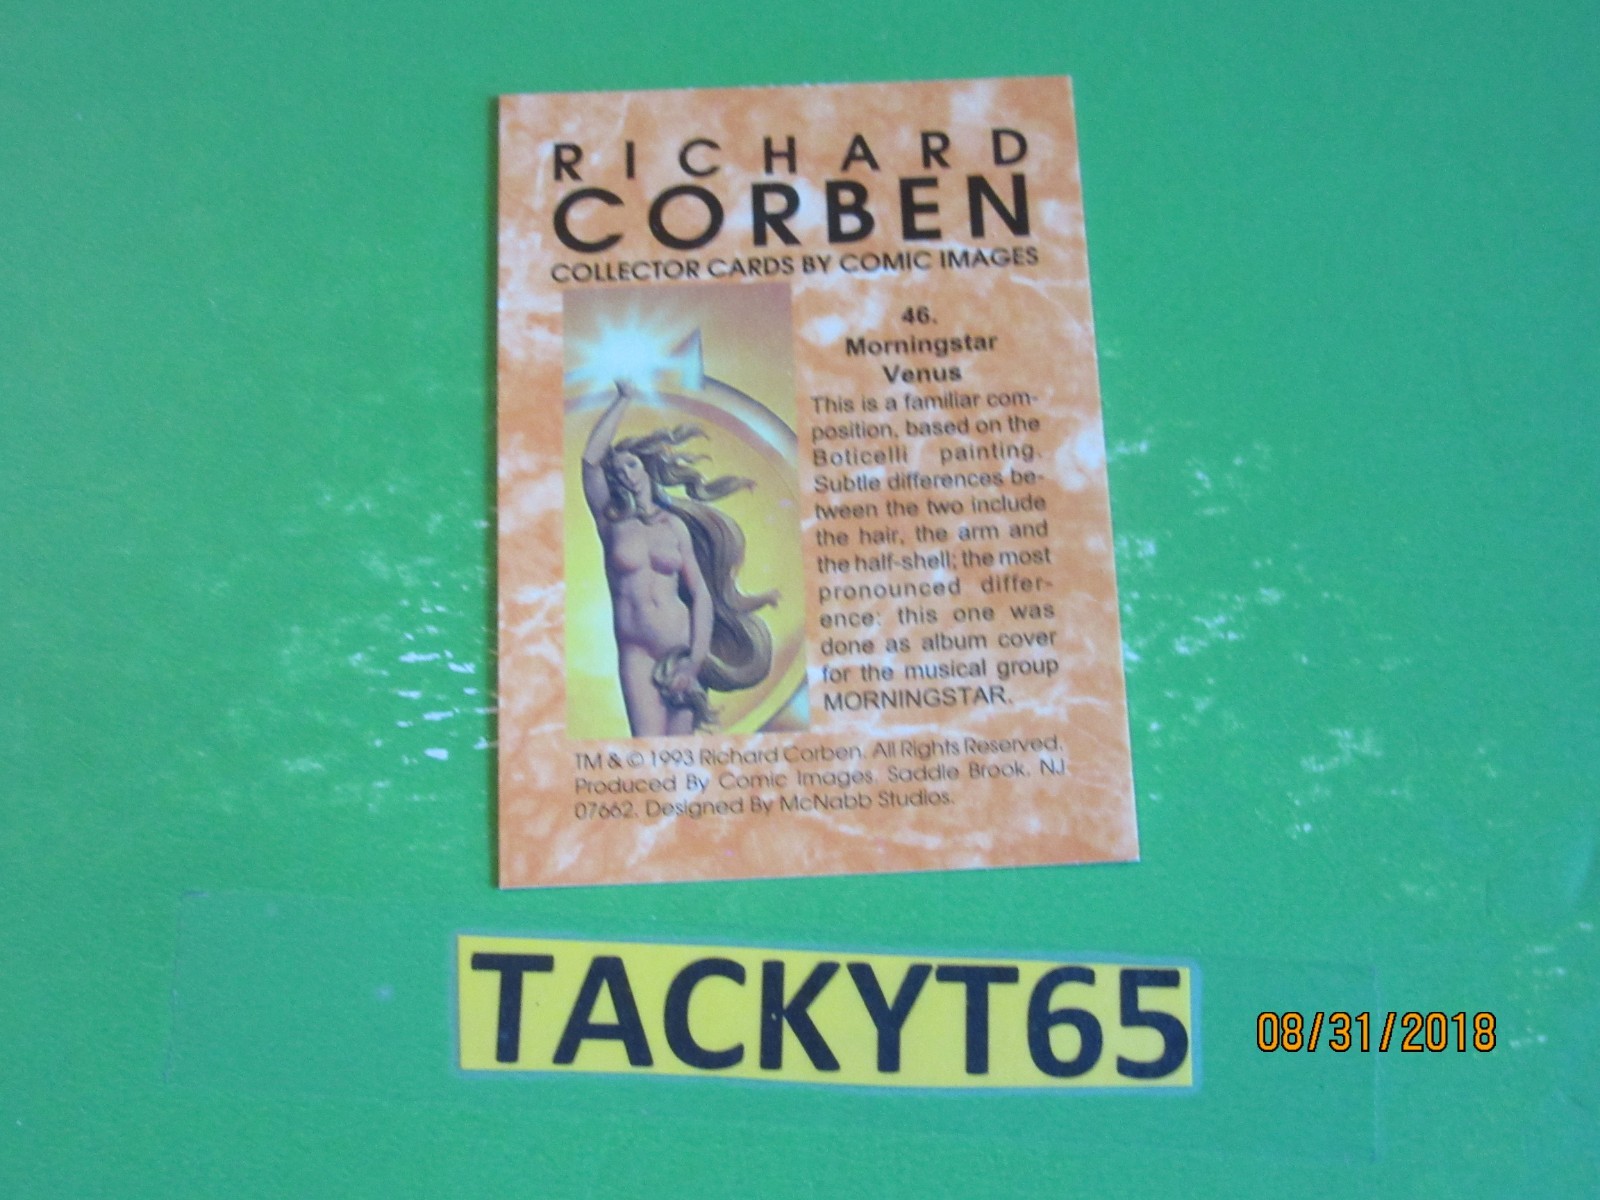 RICHARD
CORBEN
COLLECTOR CARDS BY COMIC IMAGES
46.
Morningstar
Venus
This is a familiar com-
position, based on the
Boticelli painting.
Subtle differences be-
tween the two include
the hair, the arm and
the half-shell; the most
pronounced differ-
ence: this one was
done as album cover
for the musical group
MORNINGSTAR.
TM & © 1993 Richard Corben. All Rights Reserved.
Produced By Comic Images. Saddle Brook, NJ
07662. Designed By McNabb Studios.
TACKYT65
08/31/2018